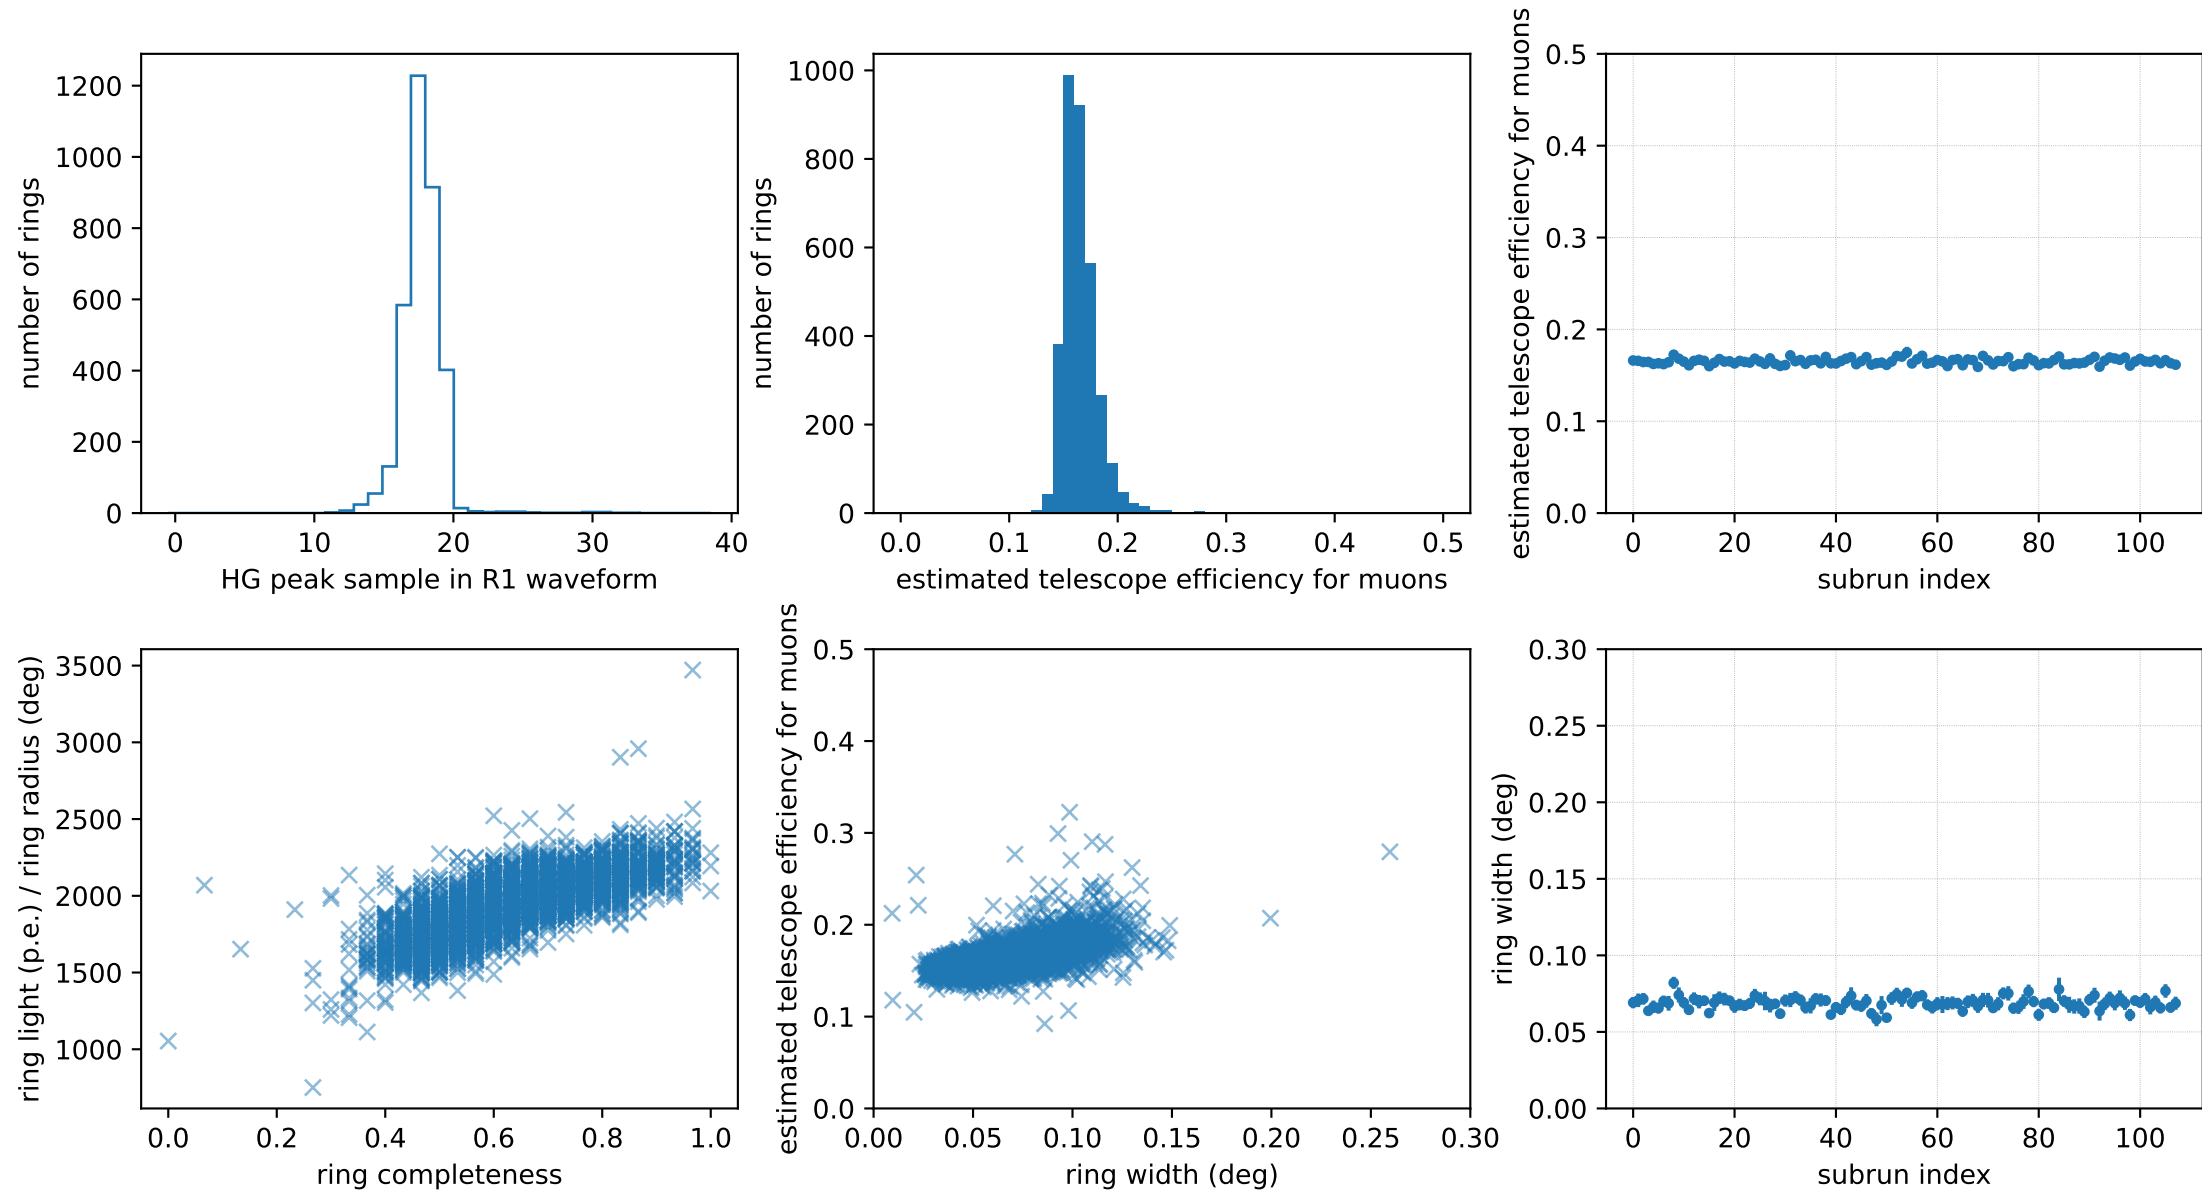 number of rings
1200
1000
800
600
400
200
0
0 10 20 30 40
HG peak sample in R1 waveform
number of rings
1000
800
600
400
200
0
0.0 0.1 0.2 0.3 0.4 0.5
estimated telescope efficiency for muons
estimated telescope efficiency for muons
0.5
0.4
0.3
0.2
0.1
0.0
0 20 40 60 80 100
subrun index
ring light (p.e.) / ring radius (deg)
3500
3000
2500
2000
1500
1000
0.0 0.2 0.4 0.6 0.8 1.0
ring completeness
estimated telescope efficiency for muons
0.5
0.4
0.3
0.2
0.1
0.0
0.00 0.05 0.10 0.15 0.20 0.25 0.30
ring width (deg)
ring width (deg)
0.30
0.25
0.20
0.15
0.10
0.05
0.00
0 20 40 60 80 100
subrun index